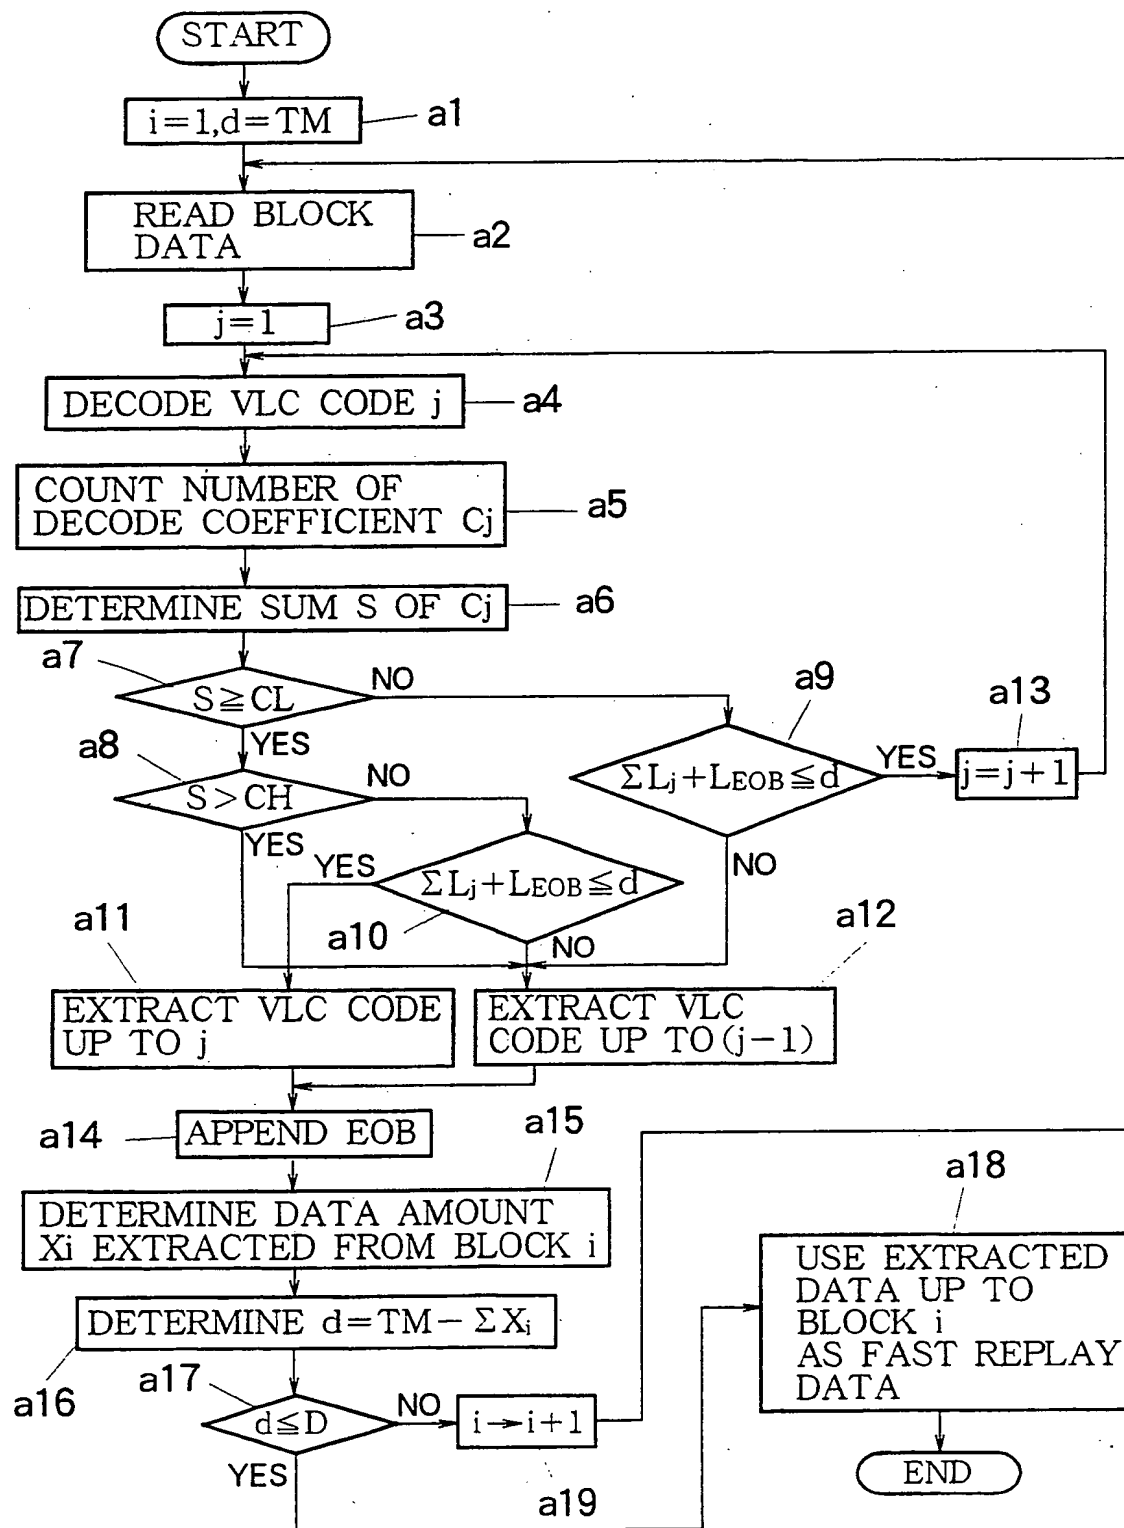 START
i=1,d=TM
a1
READ BLOCK
DATA
a2
j=1
a3
DECODE VLC CODE j
a4
COUNT NUMBER OF
DECODE COEFFICIENT Cj
a5
DETERMINE SUM S OF Cj
a6
a7
S≧CL
NO
YES
a9
ΣLj+LEOB≦d
YES
NO
a13
j=j+1
a8
S>CH
NO
YES
YES
ΣLj+LEOB≦d
a10
NO
a11
a12
EXTRACT VLC CODE
UP TO j
EXTRACT VLC
CODE UP TO(j−1)
a14
APPEND EOB
a15
DETERMINE DATA AMOUNT
Xi EXTRACTED FROM BLOCK i
DETERMINE d=TM−ΣXi
a16
a17
d≦D
NO
YES
i→i+1
a19
a18
USE EXTRACTED
DATA UP TO
BLOCK i
AS FAST REPLAY
DATA
END